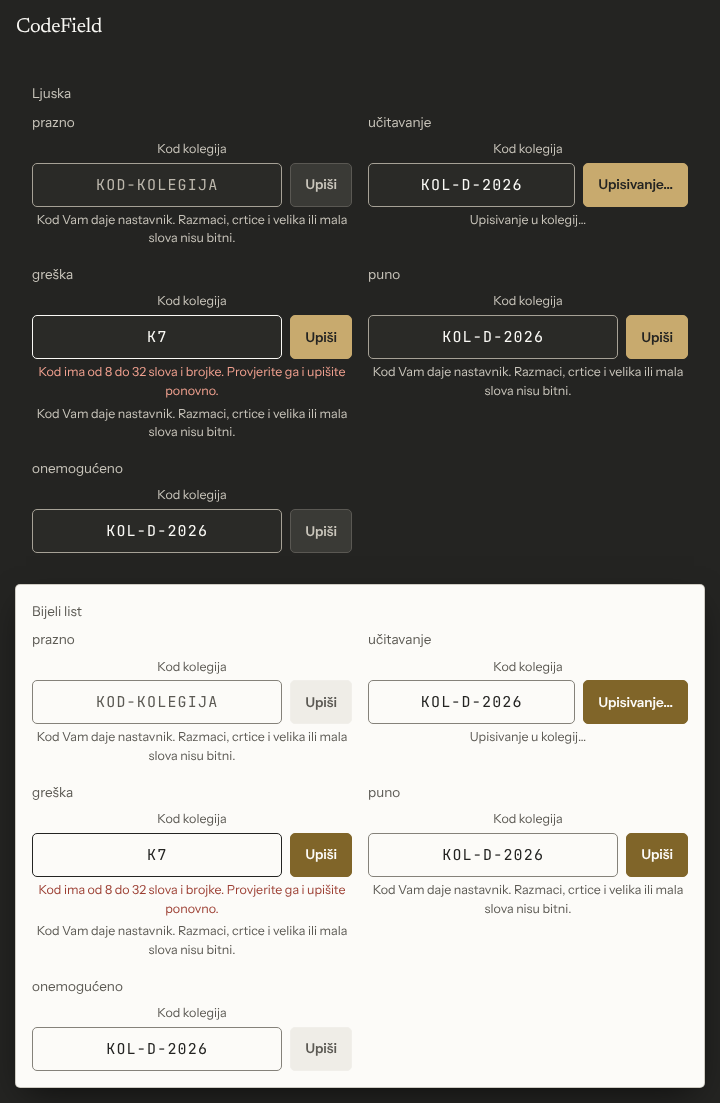 CodeField
Ljuska
prazno
Kod kolegija
KOD-KOLEGIJA
Upiši
Kod Vam daje nastavnik. Razmaci, crtice i velika ili mala
slova nisu bitni.
učitavanje
Kod kolegija
KOL-D-2026
Upisivanje…
Upisivanje u kolegij…
greška
Kod kolegija
K7
Upiši
Kod ima od 8 do 32 slova i brojke. Provjerite ga i upišite
ponovno.
Kod Vam daje nastavnik. Razmaci, crtice i velika ili mala
slova nisu bitni.
puno
Kod kolegija
KOL-D-2026
Upiši
Kod Vam daje nastavnik. Razmaci, crtice i velika ili mala
slova nisu bitni.
onemogućeno
Kod kolegija
KOL-D-2026
Upiši
Bijeli list
prazno
Kod kolegija
KOD-KOLEGIJA
Upiši
Kod Vam daje nastavnik. Razmaci, crtice i velika ili mala
slova nisu bitni.
učitavanje
Kod kolegija
KOL-D-2026
Upisivanje…
Upisivanje u kolegij…
greška
Kod kolegija
K7
Upiši
Kod ima od 8 do 32 slova i brojke. Provjerite ga i upišite
ponovno.
Kod Vam daje nastavnik. Razmaci, crtice i velika ili mala
slova nisu bitni.
puno
Kod kolegija
KOL-D-2026
Upiši
Kod Vam daje nastavnik. Razmaci, crtice i velika ili mala
slova nisu bitni.
onemogućeno
Kod kolegija
KOL-D-2026
Upiši